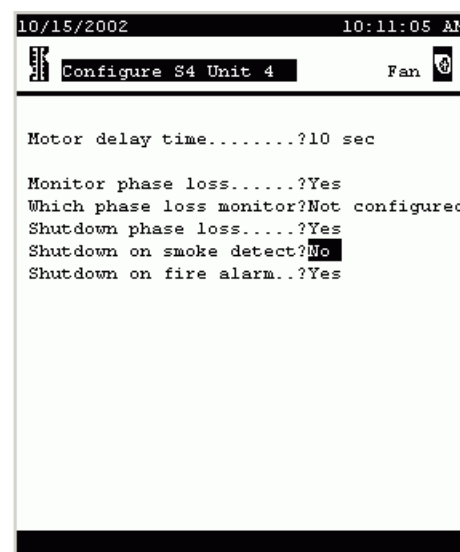 10/15/2002 10:11:05 AM
Configure S4 Unit 4 Fan
Motor delay time........?10 sec
Monitor phase loss......?Yes
Which phase loss monitor?Not configured
Shutdown phase loss.....?Yes
Shutdown on smoke detect?No
Shutdown on fire alarm..?Yes